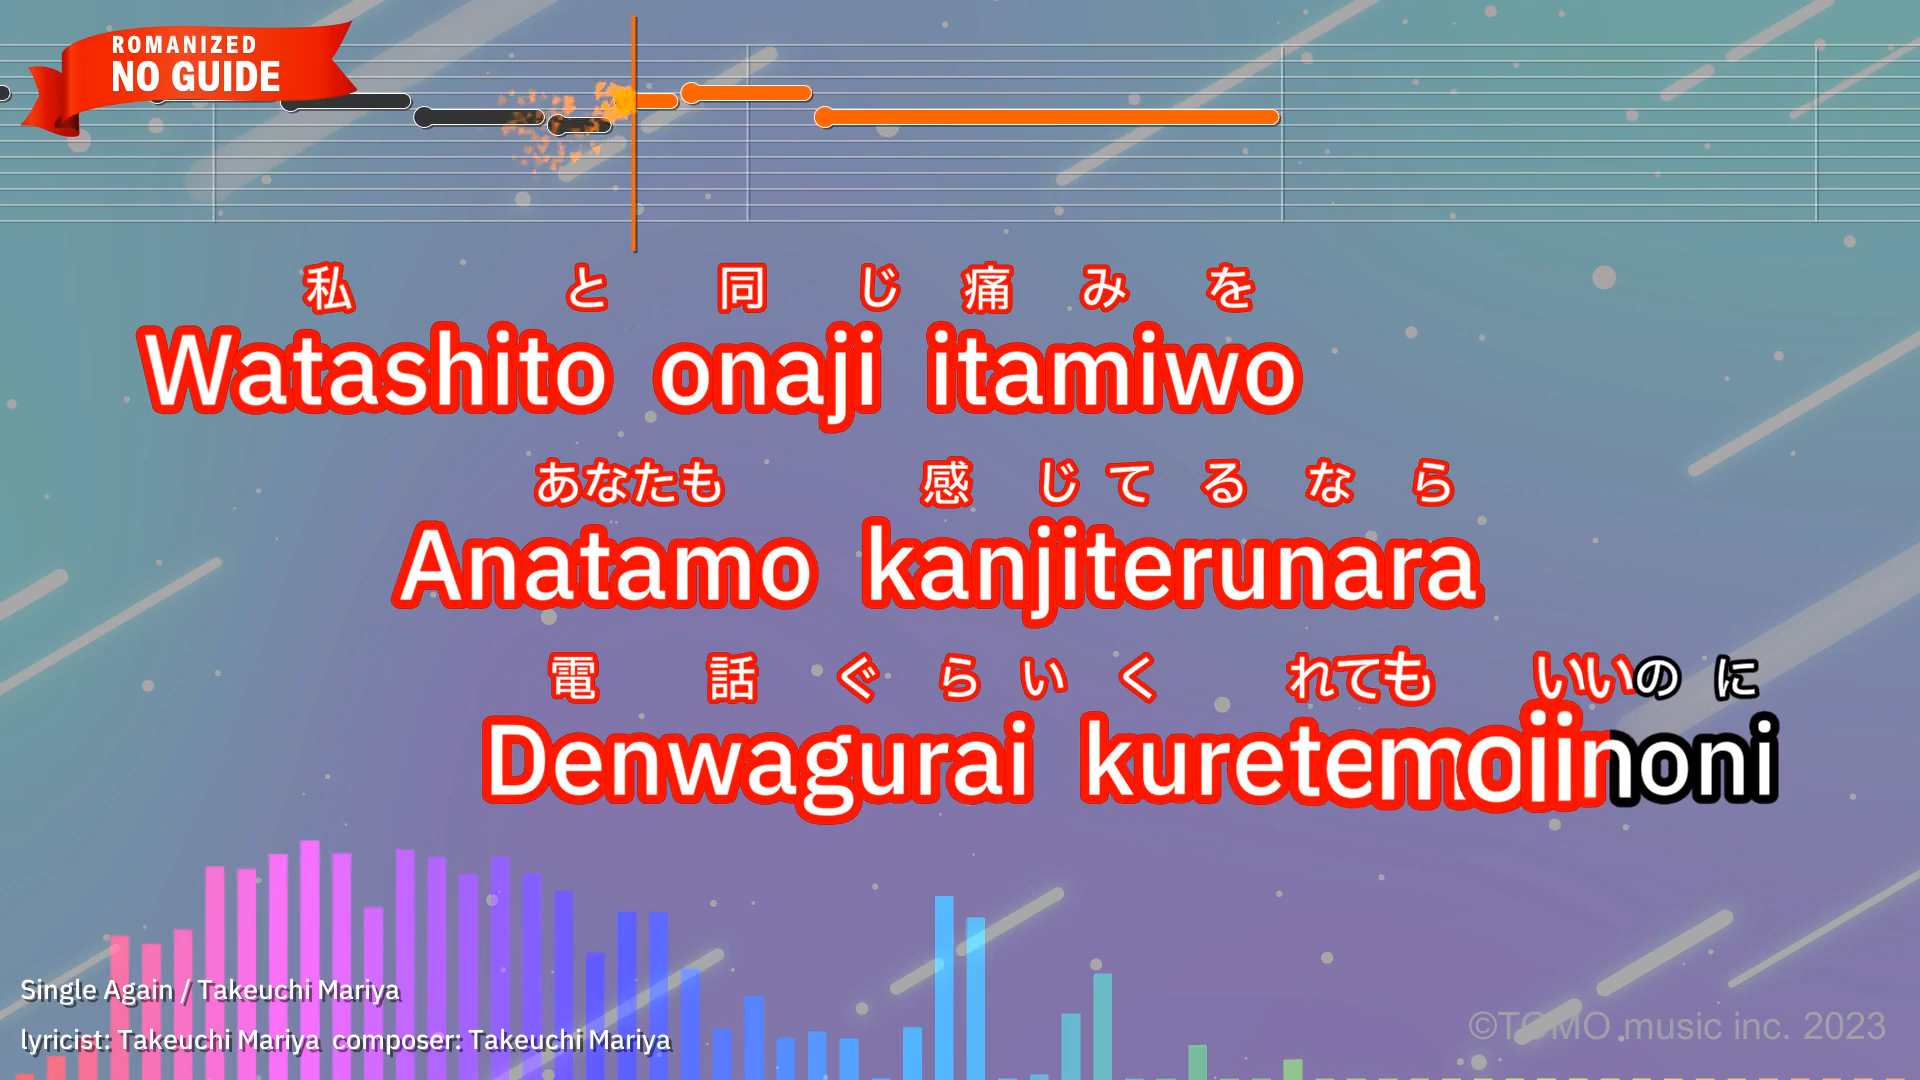 ROMANIZED
NO GUIDE
私と同じ痛みを
Watashito onaji itamiwo
あなたも 感じてるなら
Anatamo kanjiterunara
電話ぐらい くれてもいいのに
Denwagurai kuretemoiinoni
Single Again / Takeuchi Mariya
lyricist: Takeuchi Mariya composer: Takeuchi Mariya
©TOMO music inc. 2023